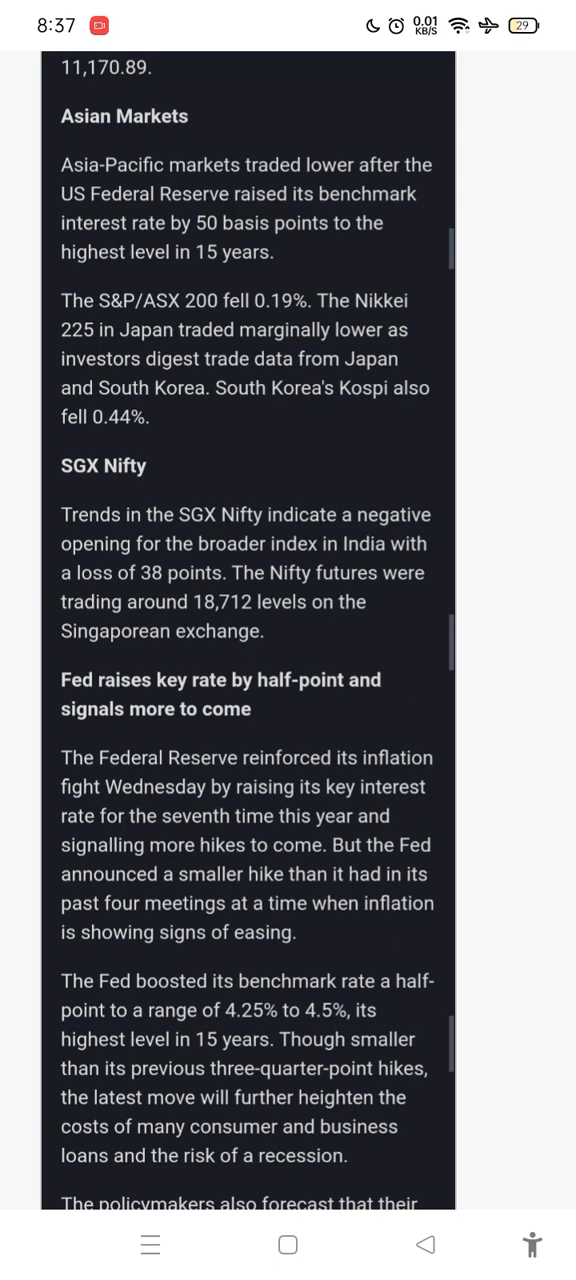 8:37
0.01
KB/S
29
11,170.89.
Asian Markets
Asia-Pacific markets traded lower after the
US Federal Reserve raised its benchmark
interest rate by 50 basis points to the
highest level in 15 years.
The S&P/ASX 200 fell 0.19%. The Nikkei
225 in Japan traded marginally lower as
investors digest trade data from Japan
and South Korea. South Korea's Kospi also
fell 0.44%.
SGX Nifty
Trends in the SGX Nifty indicate a negative
opening for the broader index in India with
a loss of 38 points. The Nifty futures were
trading around 18,712 levels on the
Singaporean exchange.
Fed raises key rate by half-point and
signals more to come
The Federal Reserve reinforced its inflation
fight Wednesday by raising its key interest
rate for the seventh time this year and
signalling more hikes to come. But the Fed
announced a smaller hike than it had in its
past four meetings at a time when inflation
is showing signs of easing.
The Fed boosted its benchmark rate a half-
point to a range of 4.25% to 4.5%, its
highest level in 15 years. Though smaller
than its previous three-quarter-point hikes,
the latest move will further heighten the
costs of many consumer and business
loans and the risk of a recession.
The policymakers also forecast that their